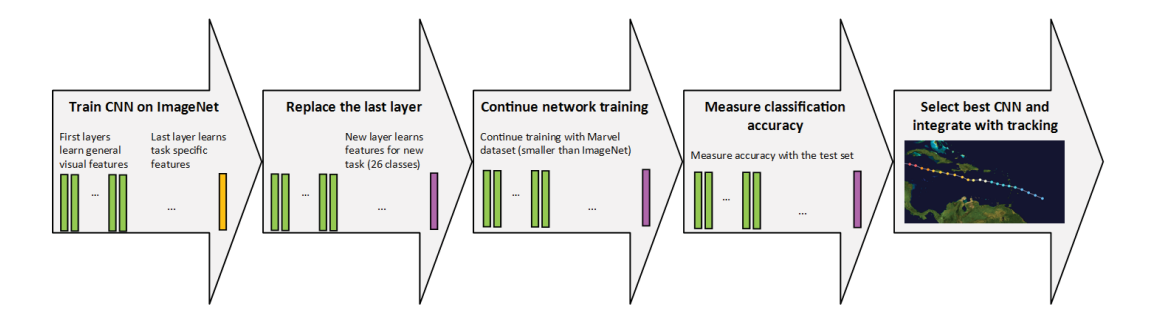 Train CNN on ImageNet
First layers
learn general
visual features
Last layer learns
task specific
features
...
...
Replace the last layer
New layer learns
features for new
task (26 classes)
...
...
Continue network training
Continue training with Marvel
dataset (smaller than ImageNet)
...
...
Measure classification
accuracy
Measure accuracy with the test set
...
...
Select best CNN and
integrate with tracking